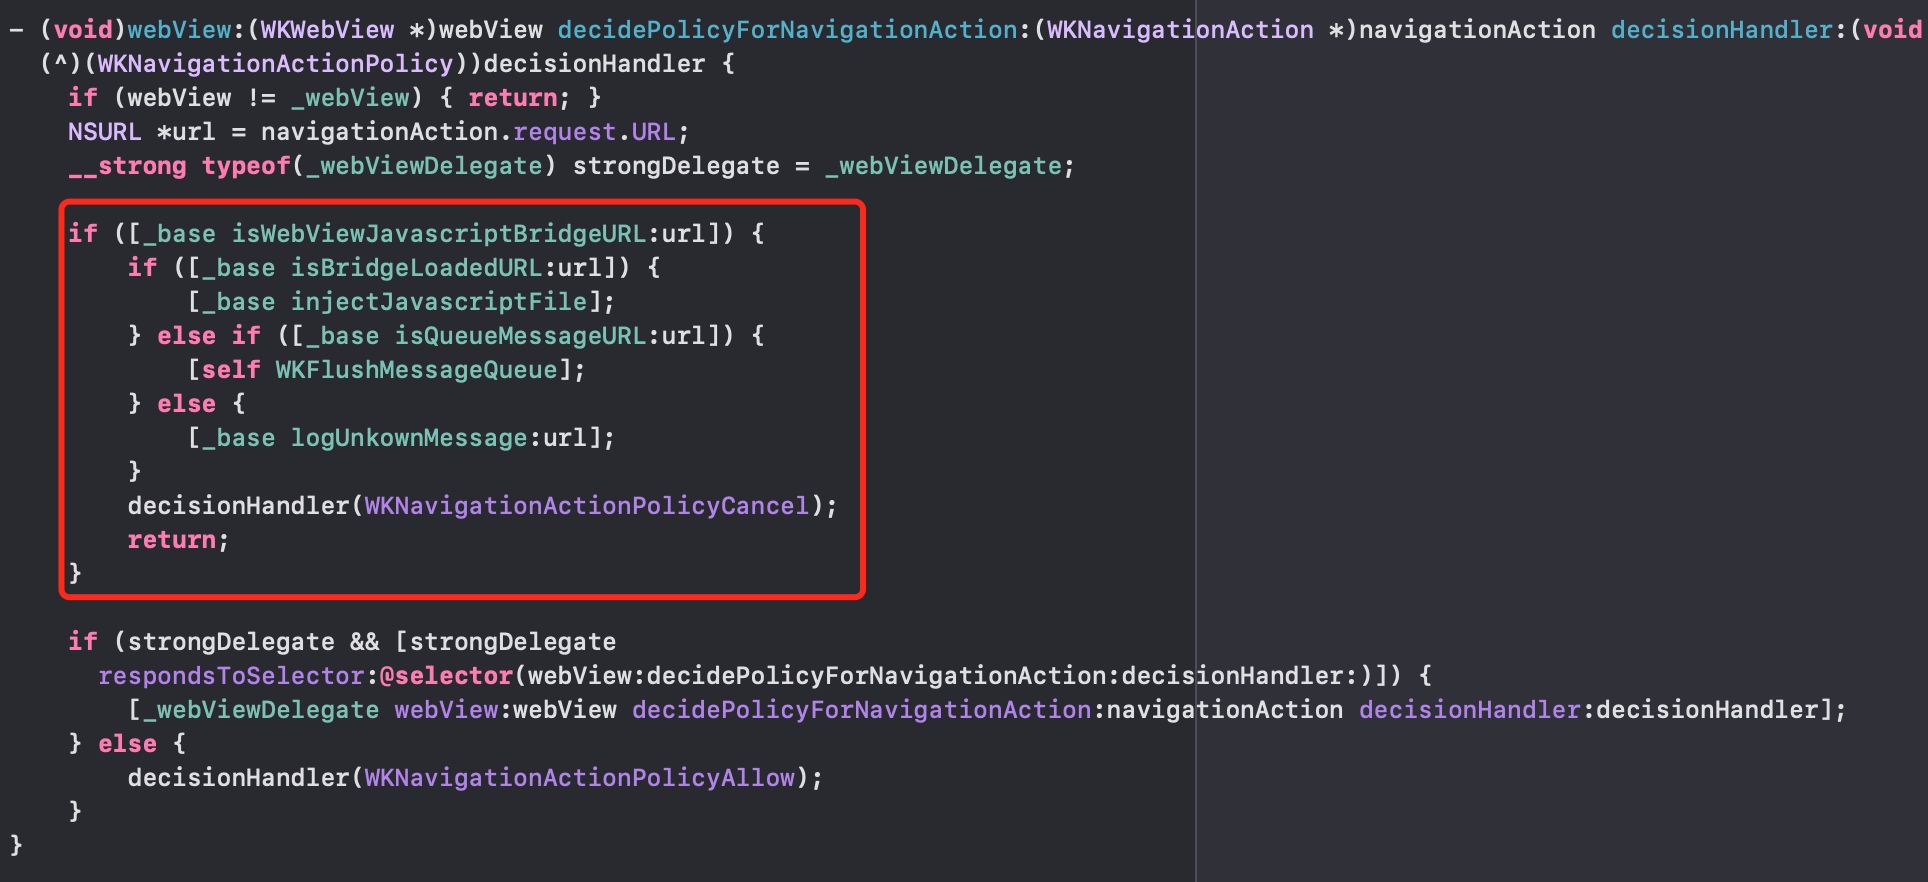 - (void)webView:(WKWebView *)webView decidePolicyForNavigationAction:(WKNavigationAction *)navigationAction decisionHandler:(void
(^)(WKNavigationActionPolicy))decisionHandler {
if (webView != _webView) { return; }
NSURL *url = navigationAction.request.URL;
__strong typeof(_webViewDelegate) strongDelegate = _webViewDelegate;
if ([_base isWebViewJavascriptBridgeURL:url]) {
if ([_base isBridgeLoadedURL:url]) {
[_base injectJavascriptFile];
} else if ([_base isQueueMessageURL:url]) {
[self WKFlushMessageQueue];
} else {
[_base logUnkownMessage:url];
}
decisionHandler(WKNavigationActionPolicyCancel);
return;
}
if (strongDelegate && [strongDelegate
respondsToSelector:@selector(webView:decidePolicyForNavigationAction:decisionHandler:)]) {
[_webViewDelegate webView:webView decidePolicyForNavigationAction:navigationAction decisionHandler:decisionHandler];
} else {
decisionHandler(WKNavigationActionPolicyAllow);
}
}